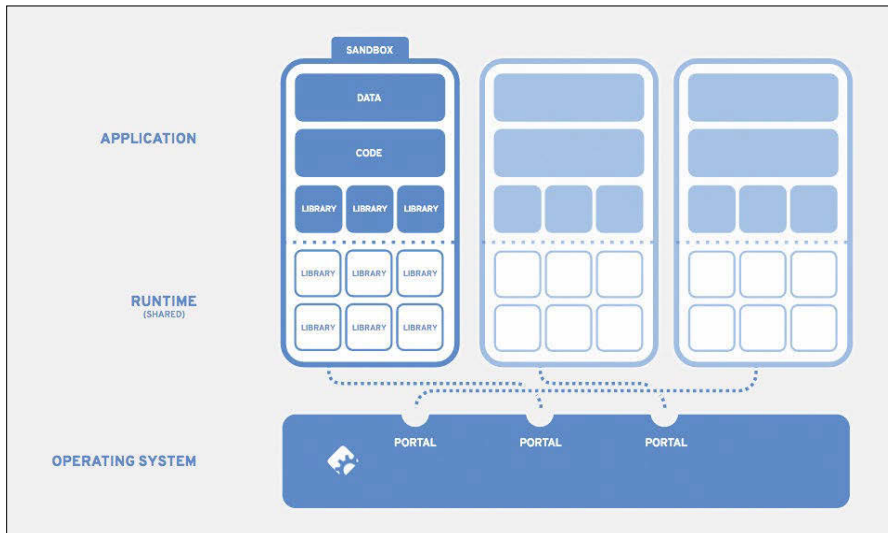 SANDBOX
DATA
APPLICATION
CODE
LIBRARY LIBRARY LIBRARY
LIBRARY LIBRARY LIBRARY
RUNTIME
(SHARED)
LIBRARY LIBRARY LIBRARY
PORTAL PORTAL PORTAL
OPERATING SYSTEM